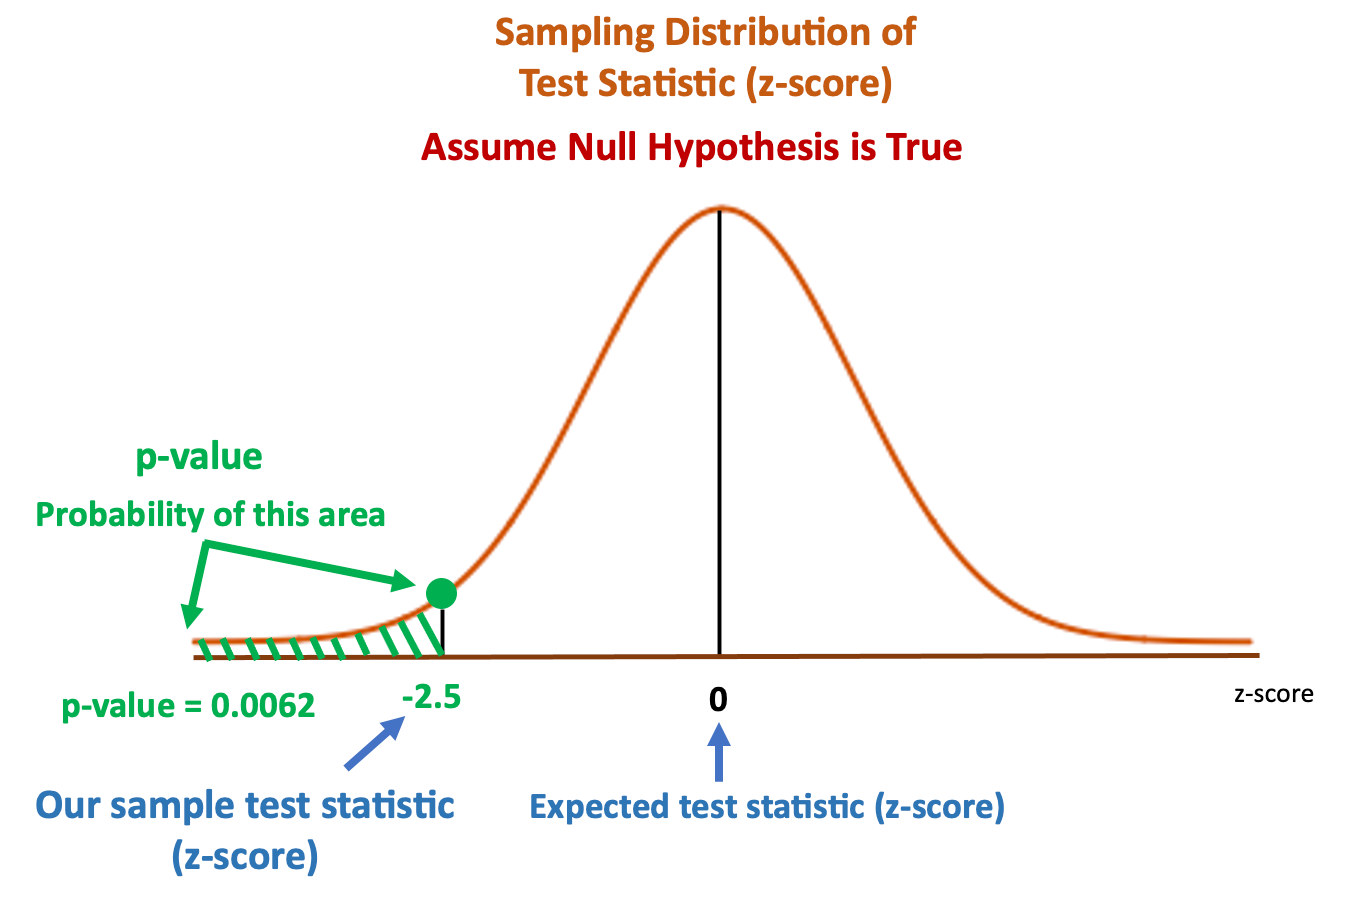 Sampling Distribution of
Test Statistic (z-score)
Assume Null Hypothesis is True
p-value
Probability of this area
p-value = 0.0062
-2.5
0
z-score
Our sample test statistic
(z-score)
Expected test statistic (z-score)